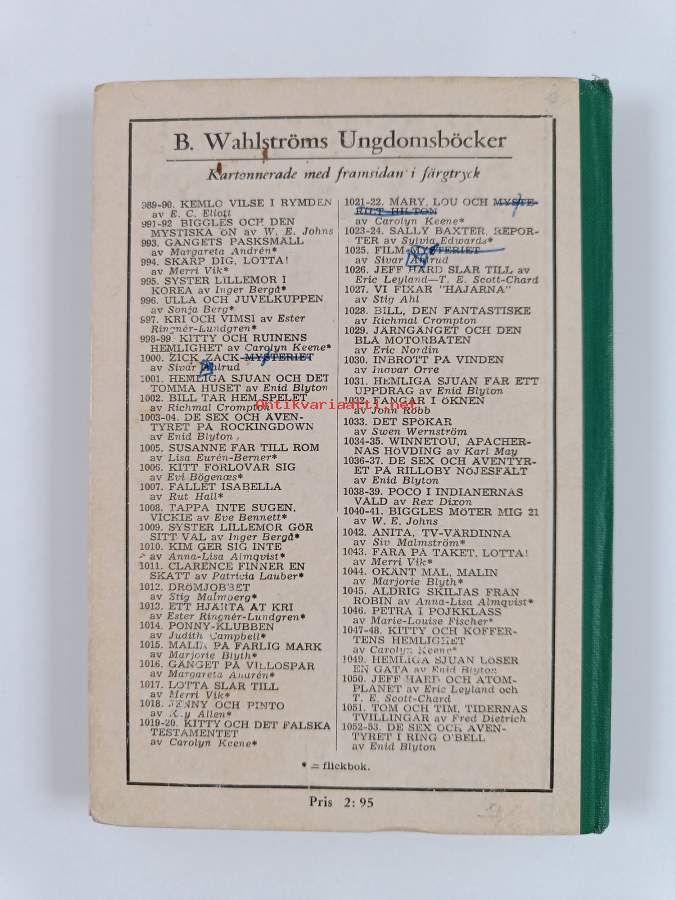 B. Wahlströms Ungdomsböcker
Kartonnerade med framsidan i färgtryck
989-90. KEMLO VILSE I RYMDEN
av E. C. Eliott
991-92 BIGGLES OCH DEN
MYSTISKA ÖN av W. E. Johns
993. GÄNGETS PÅSKSMÄLL
av Margareta Andrén*
994. SKÄRP DIG, LOTTA!
av Merri Vik*
995. SYSTER LILLEMOR I
KOREA av Inger Bergå*
996. ULLA OCH JUVELKUPPEN
av Sonja Berg*
997. KRI OCH VIMSI av Ester
Ringnér-Lundgren*
998-99. KITTY OCH RUINENS
HEMLIGHET av Carolyn Keene*
1000. ZICK ZACK-MYSTERIET
av Sivar Ahlrud
1001. HEMLIGA SJUAN OCH DET
TOMMA HUSET av Enid Blyton
1002. BILL TAR HEM SPELET
av Richmal Crompton
1003-04. DE SEX OCH ÄVEN-
TYRET PÅ ROCKINGDOWN
av Enid Blyton
1005. SUSANNE FAR TILL ROM
av Lisa Eurén-Berner*
1006. KITT FÖRLOVAR SIG
av Evi Bögenæs*
1007. FALLET ISABELLA
av Rut Hall*
1008. TAPPA INTE SUGEN,
VICKIE av Eve Bennett*
1009. SYSTER LILLEMOR GÖR
SITT VAL av Inger Bergå*
1010. KIM GER SIG INTE
av Anna-Lisa Almqvist*
1011. CLARENCE FINNER EN
SKATT av Patricia Lauber*
1012. DRÖMJOBBET
av Stig Malmberg*
1013. ETT HJÄRTA ÅT KRI
av Ester Ringnér-Lundgren*
1014. PONNY-KLUBBEN
av Judith Campbell*
1015. MALIN PÅ FARLIG MARK
av Marjorie Blyth*
1016. GÄNGET PÅ VILLOSPÅR
av Margareta Andrén*
1017. LOTTA SLÅR TILL
av Merri Vik*
1018. JENNY OCH PINTO
av Kay Allen*
1019-20. KITTY OCH DET FALSKA
TESTAMENTET
av Carolyn Keene*
1021-22. MARY, LOU OCH MYSTE-
RIET HILTON
av Carolyn Keene*
1023-24. SALLY BAXTER, REPOR-
TER av Sylvia Edwards*
1025. FILM-MYSTERIET
av Sivar Ahlrud
1026. JEFF HARD SLÅR TILL av
Eric Leyland—T. E. Scott-Chard
1027. VI FIXAR "HAJARNA"
av Stig Ahl
1028. BILL, DEN FANTASTISKE
av Richmal Crompton
1029. JÄRNGÄNGET OCH DEN
BLÅ MOTORBÅTEN
av Eric Nordin
1030. INBROTT PÅ VINDEN
av Ingvar Orre
1031. HEMLIGA SJUAN FÅR ETT
UPPDRAG av Enid Blyton
1032. FÅNGAR I ÖKNEN
av John Robb
1033. DET SPÖKAR
av Swen Wernström
1034-35. WINNETOU, APACHER-
NAS HÖVDING av Karl May
1036-37. DE SEX OCH ÄVENTYR-
ET PÅ RILLOBY NÖJESFÄLT
av Enid Blyton
1038-39. POCO I INDIANERNAS
VÅLD av Rex Dixon
1040-41. BIGGLES MÖTER MIG 21
av W. E. Johns
1042. ANITA, TV-VÄRDINNA
av Siv Malmström*
1043. FARA PÅ TAKET, LOTTA!
av Merri Vik*
1044. OKÄNT MÅL, MALIN
av Marjorie Blyth*
1045. ALDRIG SKILJAS FRÅN
ROBIN av Anna-Lisa Almqvist*
1046. PETRA I POJKKLASS
av Marie-Louise Fischer*
1047-48. KITTY OCH KOFFER-
TENS HEMLIGHET
av Carolyn Keene*
1049. HEMLIGA SJUAN LÖSER
EN GÅTA av Enid Blyton
1050. JEFF HARD OCH ATOM-
PLANET av Eric Leyland och
T. E. Scott-Chard
1051. TOM OCH TIM, TIDERNAS
TVILLINGAR av Fred Dietrich
1052-53. DE SEX OCH ÄVEN-
TYRET I RING O'BELL
av Enid Blyton
* = flickbok.
Pris 2:95
antikvariaatti.net